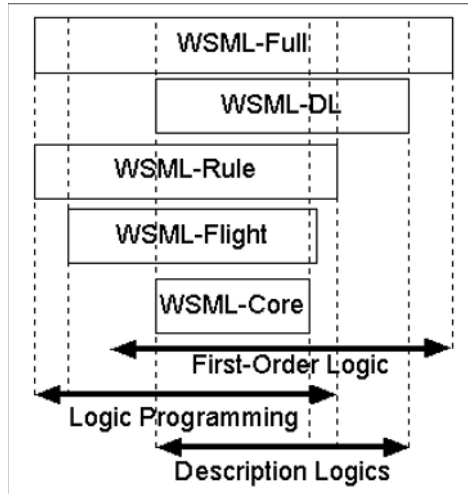 WSML-Full
WSML-DL
WSML-Rule
WSML-Flight
WSML-Core
First-Order Logic
Logic Programming
Description Logics